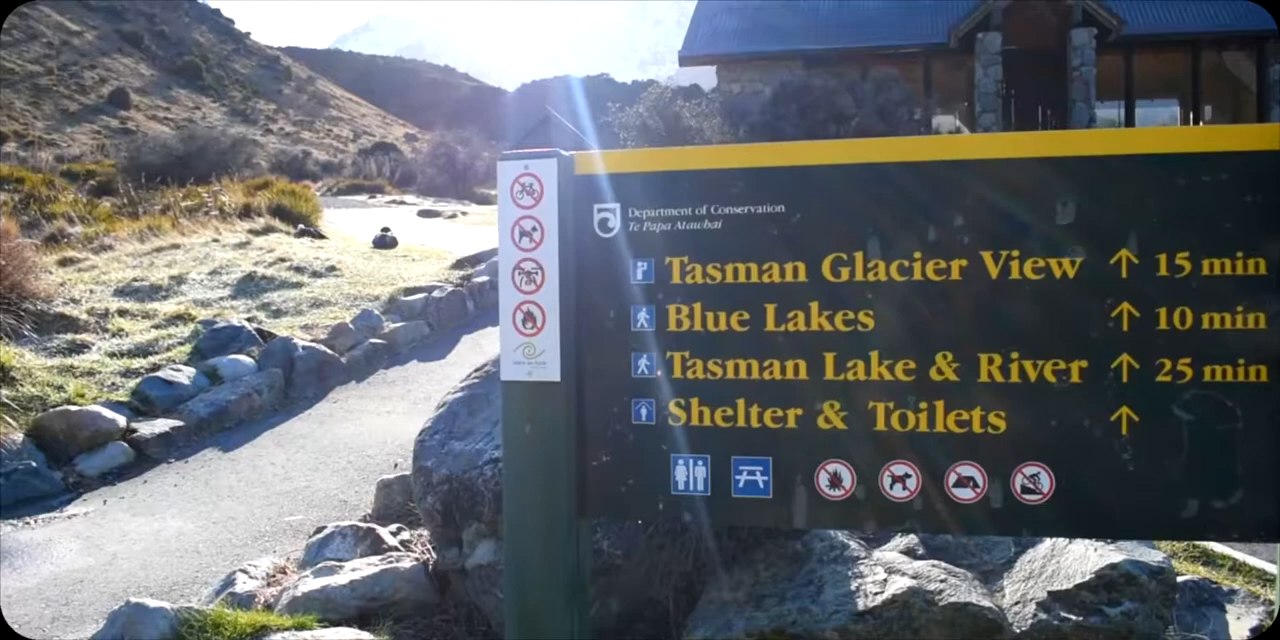 Department of Conservation
Te Papa Atawhai
Tasman Glacier View ↑ 15 min
Blue Lakes ↑ 10 min
Tasman Lake & River ↑ 25 min
Shelter & Toilets ↑